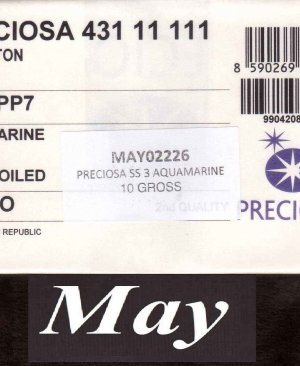 CIOSA 431 11 111
TON
8 590269
PP7
9904208
ARINE
MAY02226
PRECIOSA SS 3 AQUAMARINE
10 GROSS
OILED
O
2nd QUALITY
PRECIO
REPUBLIC
May